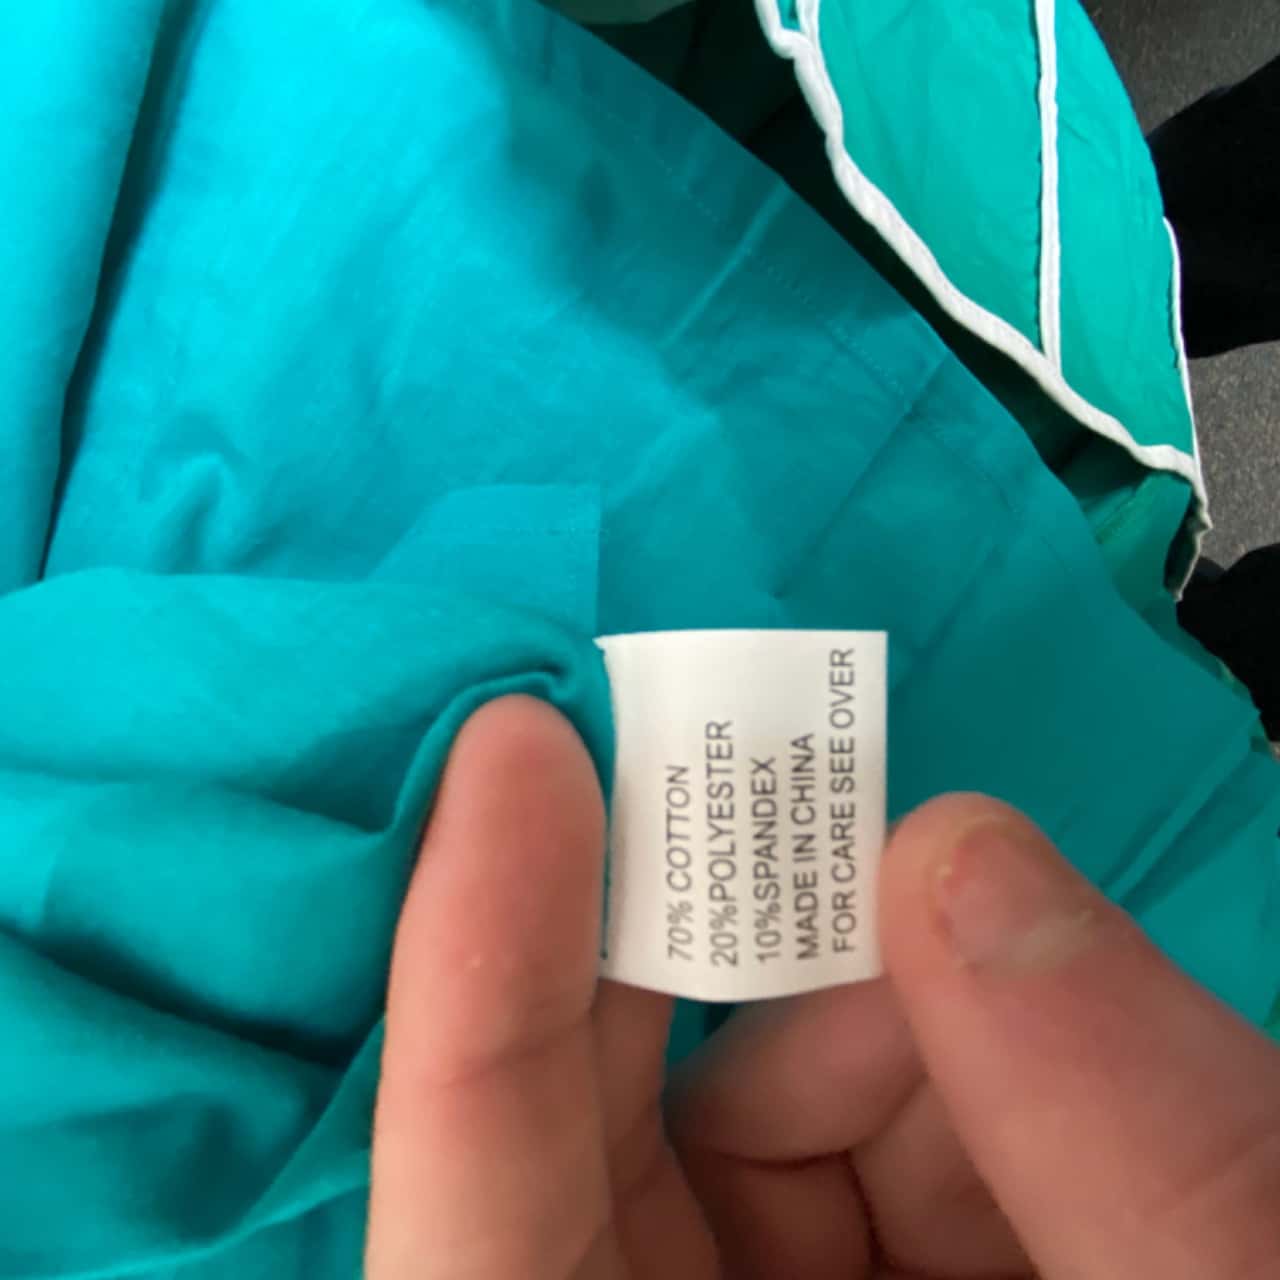 70% COTTON
20%POLYESTER
10%SPANDEX
MADE IN CHINA
FOR CARE SEE OVER